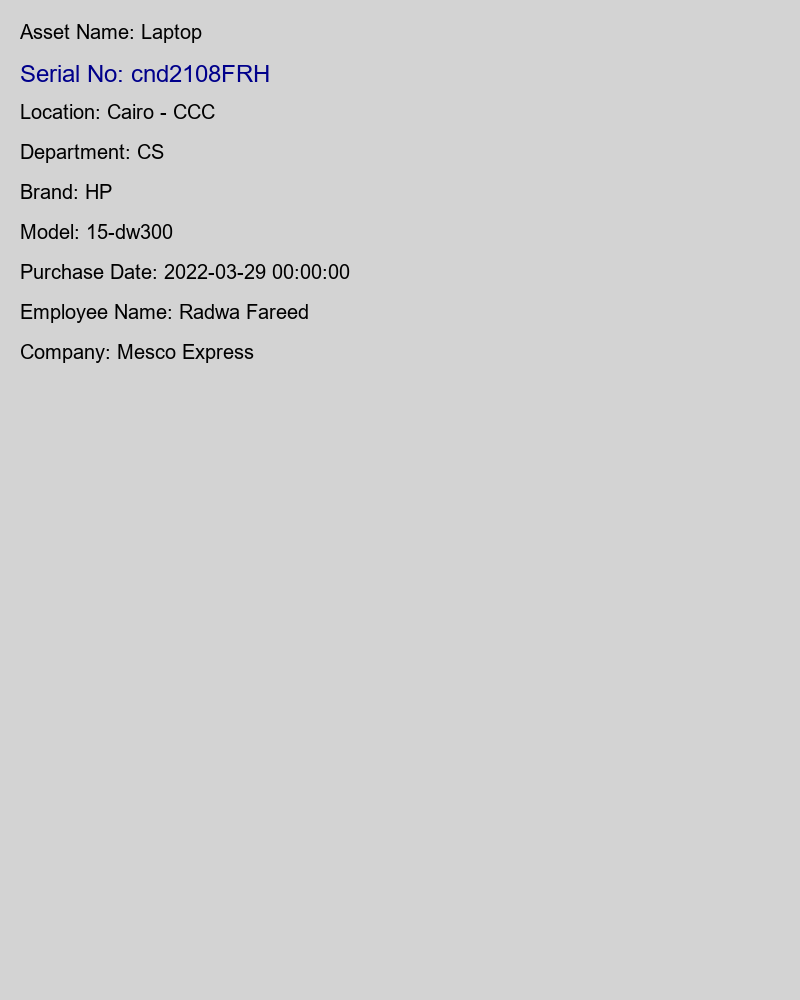 Asset Name: Laptop
Serial No: cnd2108FRH
Location: Cairo - CCC
Department: CS
Brand: HP
Model: 15-dw300
Purchase Date: 2022-03-29 00:00:00
Employee Name: Radwa Fareed
Company: Mesco Express